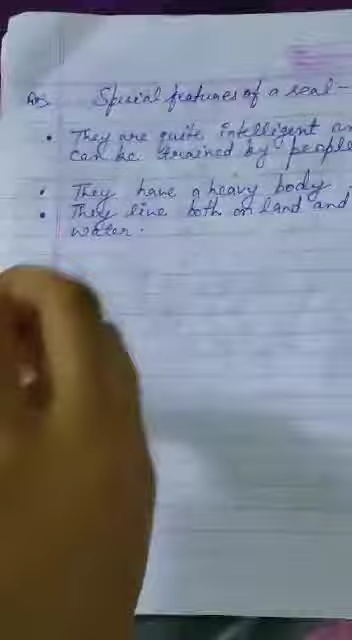 Ans. Special features of a seal -
• They are quite intelligent an
can be trained by people
• They have a heavy body.
• They live both on land and
water.